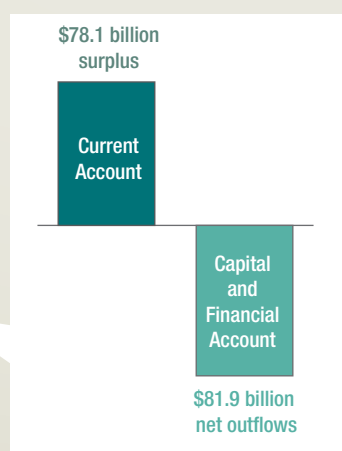 $78.1 billion
surplus
Current
Account
Capital
and
Financial
Account
$81.9 billion
net outflows